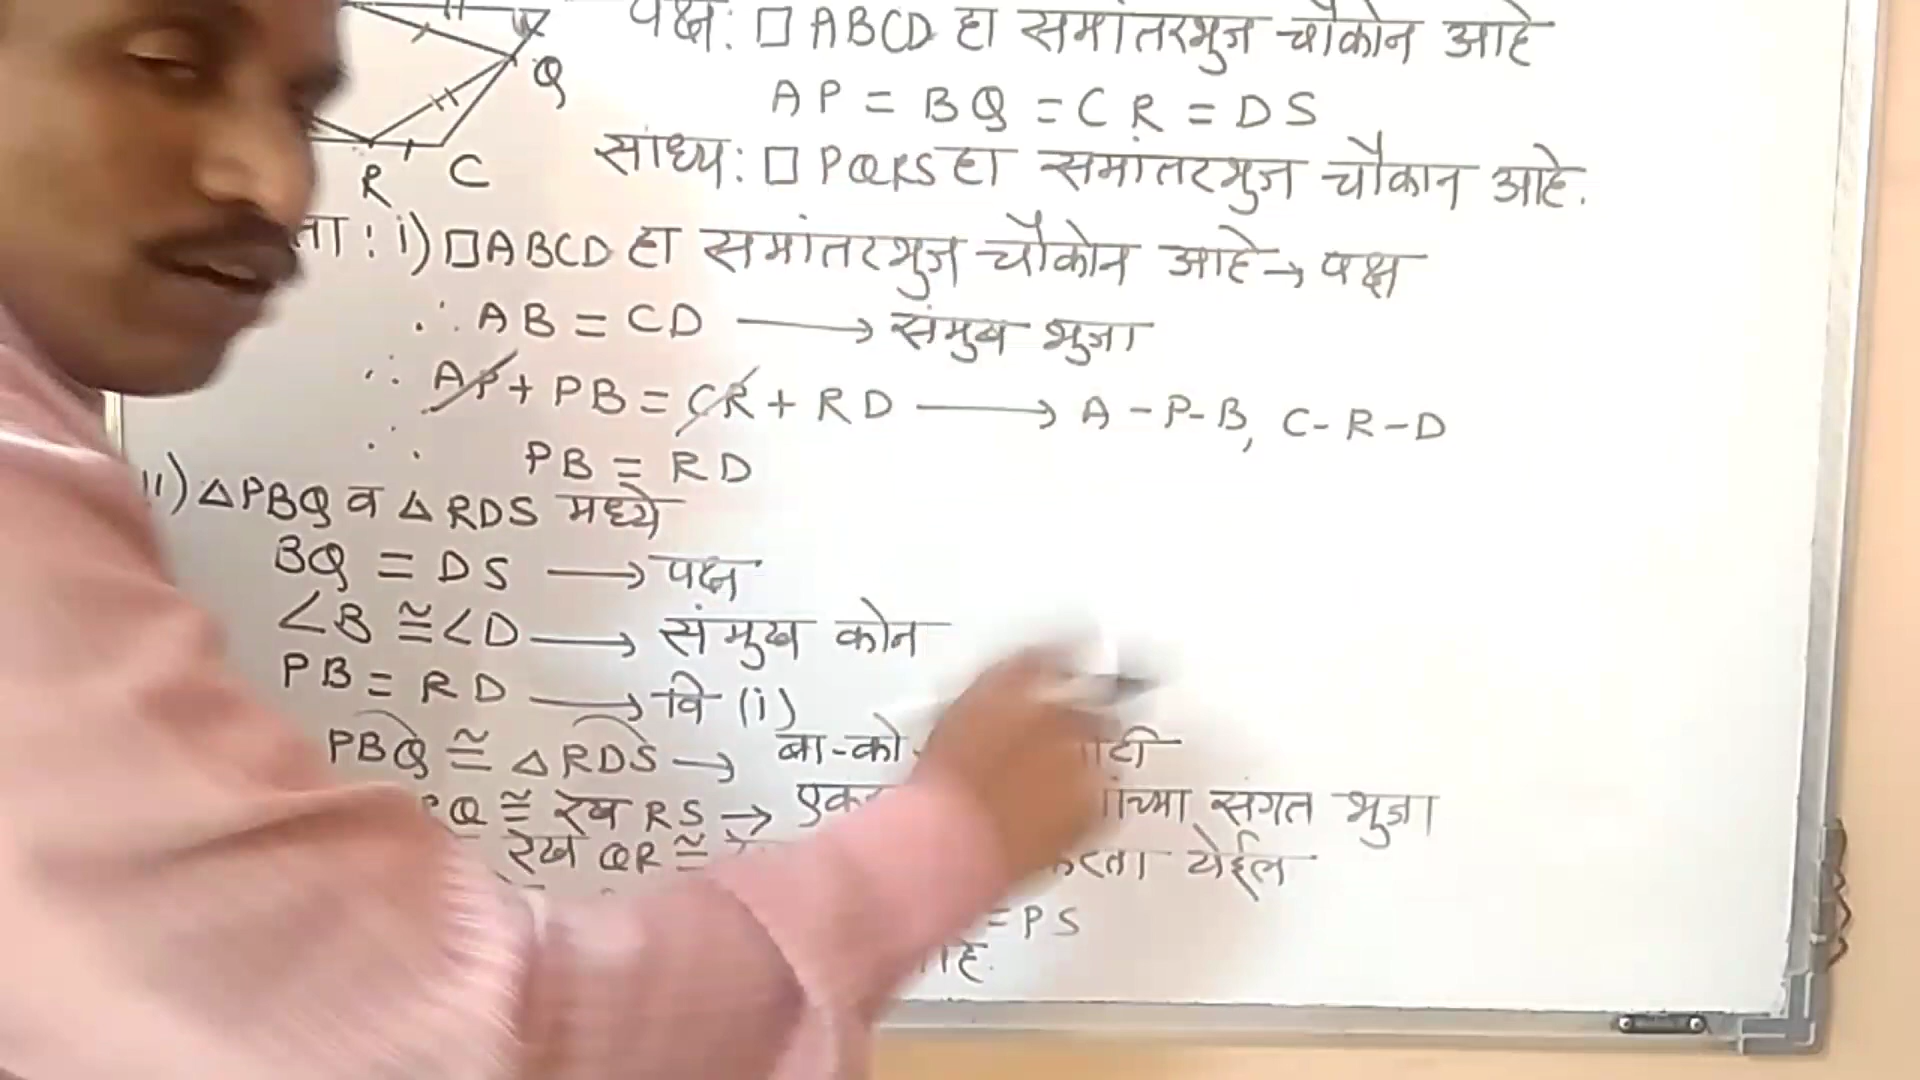 Q
R C
पक्ष: □ABCD हा समांतरभुज चौकोन आहे
AP = BQ = CR = DS
साध्य: □PQRS हा समांतरभुज चौकोन आहे.
i) □ABCD हा समांतरभुज चौकोन आहे → पक्ष
∴ AB = CD → संमुख भुजा
∴ AP + PB = CR + RD → A - P - B, C - R - D
∴ PB = RD
ii) △PBQ व △RDS मध्ये
BQ = DS → पक्ष
∠B ≅ ∠D → संमुख कोन
PB = RD → वि (i)
PBQ ≅ △RDS → बा-को-
Q ≅ रेख RS → संगत भुजा
रेख QR ≅ येईल
= PS